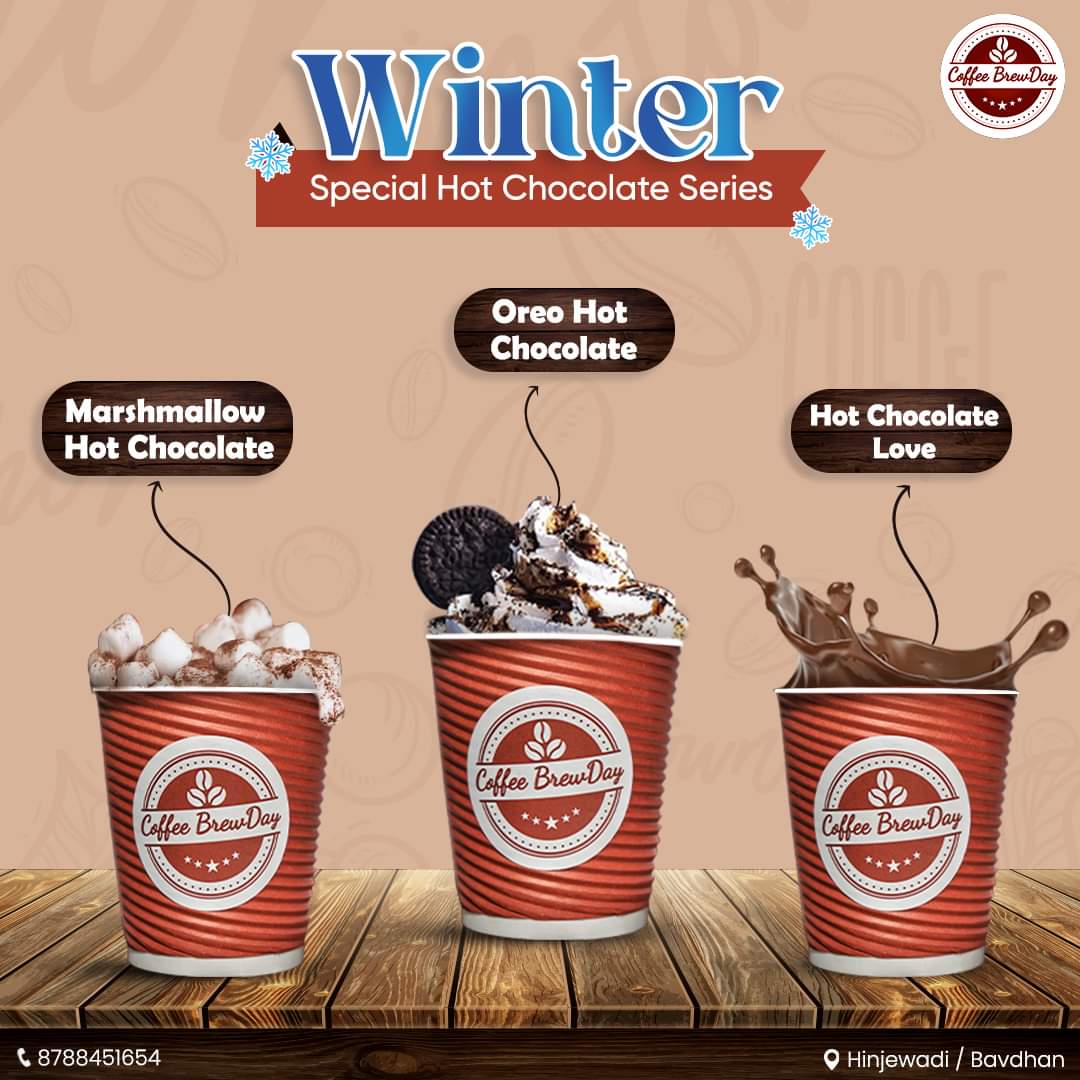 Winter
Special Hot Chocolate Series
Coffee BrewDay
Oreo Hot
Chocolate
Marshmallow
Hot Chocolate
Hot Chocolate
Love
COFFEE
Coffee BrewDay
Coffee BrewDay
Coffee BrewDay
8788451654
Hinjewadi / Bavdhan